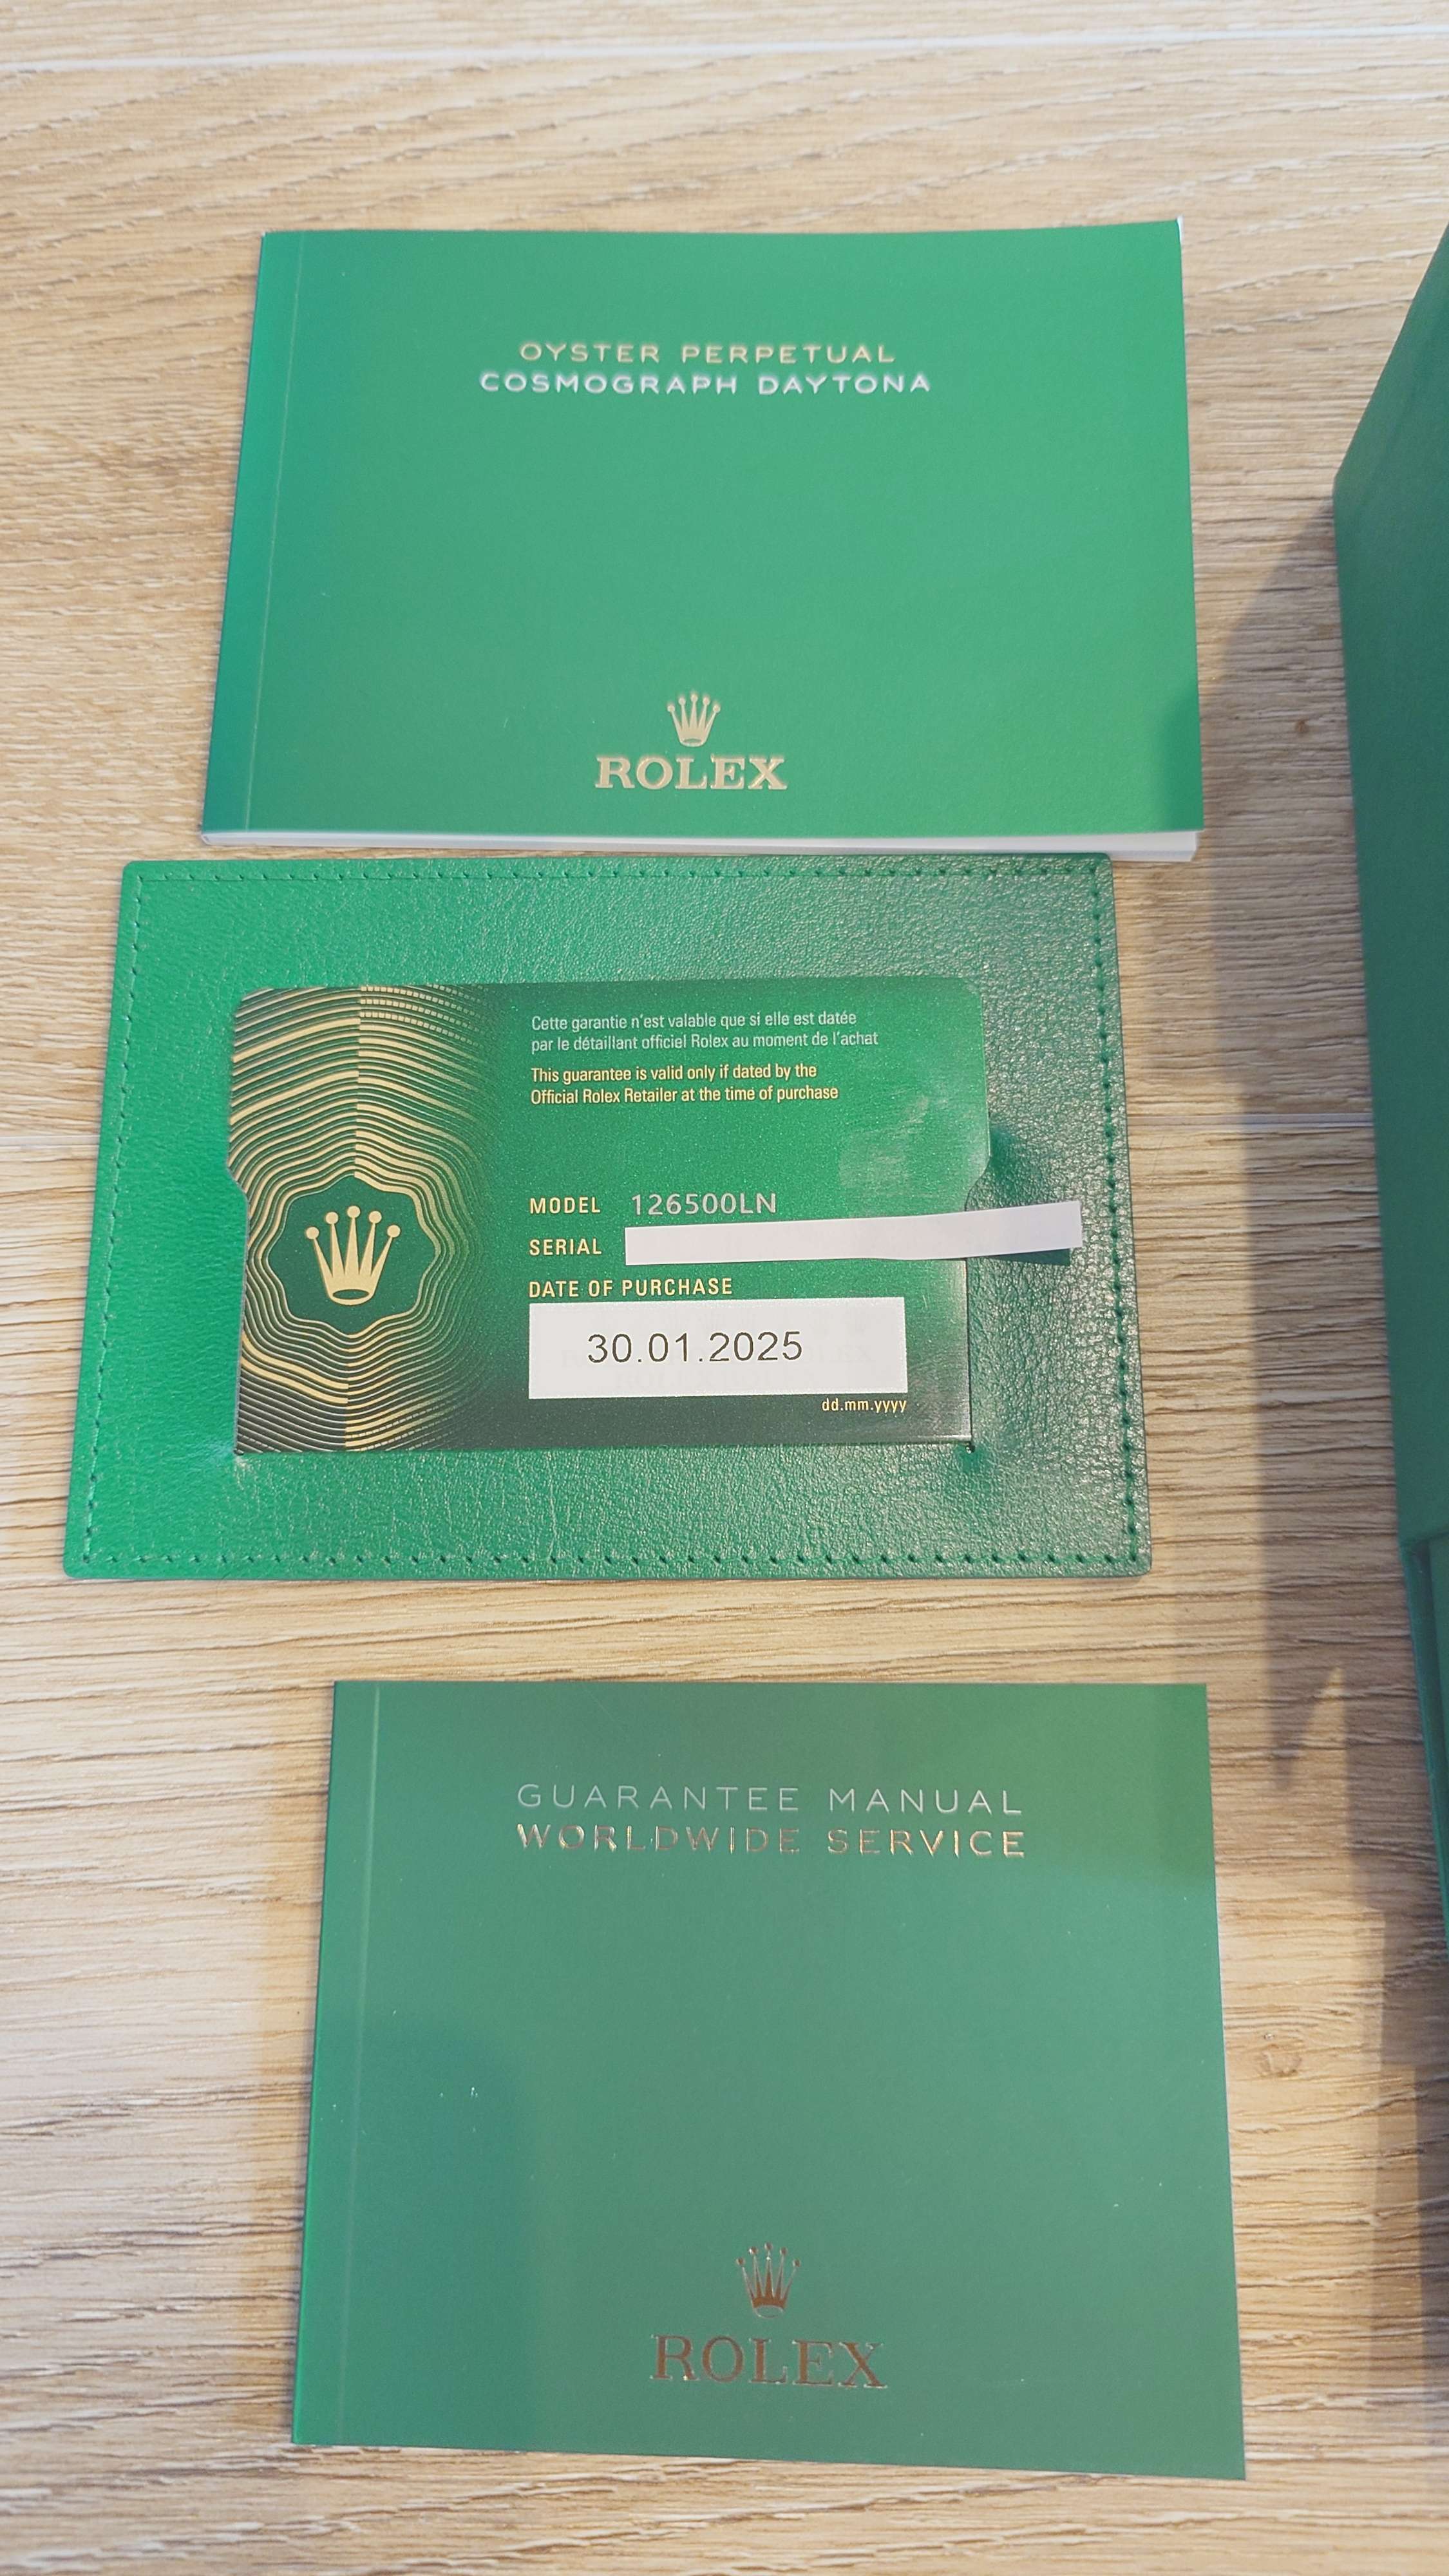 OYSTER PERPETUAL
COSMOGRAPH DAYTONA
ROLEX
Cette garantie n'est valable que si elle est datée
par le détaillant officiel Rolex au moment de l'achat
This guarantee is valid only if dated by the
Official Rolex Retailer at the time of purchase
MODEL 126500LN
SERIAL
DATE OF PURCHASE
30.01.2025
dd.mm.yyyy
GUARANTEE MANUAL
WORLDWIDE SERVICE
ROLEX